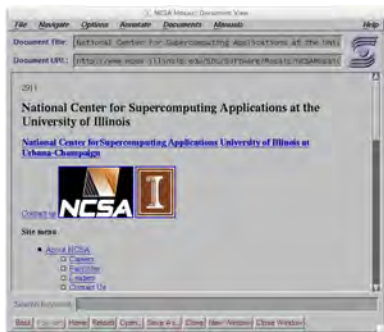 NCSA Mosaic: Document View
File Navigate Options Annotate Documents Manuals Help
Document Title: National Center for Supercomputing Applications at the Uni
Document URL:
2011
National Center for Supercomputing Applications at the
University of Illinois
National Center forSupercomputing Applications University of Illinois at
Urbana-Champaign
Contact us NCSA I
Site menu
About NCSA
Careers
Facilities
Leaders
Contact Us
Search Keyword:
Back Forward Home Reload Open... Save As... Clone New Window Close Window